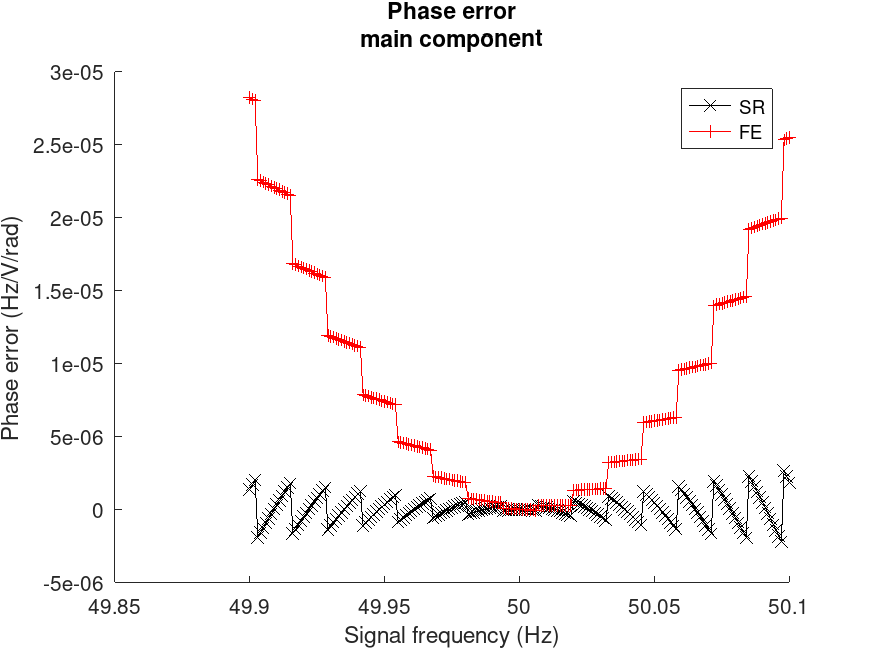 Phase error
main component
3e-05
2.5e-05
2e-05
1.5e-05
1e-05
5e-06
0
-5e-06
Phase error (Hz/V/rad)
SR
FE
49.85 49.9 49.95 50 50.05 50.1
Signal frequency (Hz)